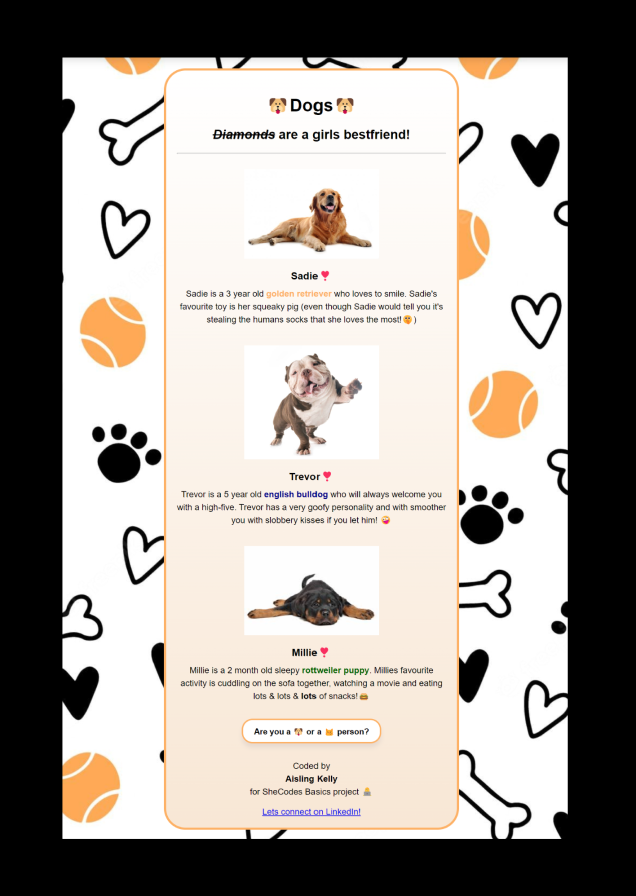 🐶 Dogs 🐶
Diamonds are a girls bestfriend!
Sadie ❣️
Sadie is a 3 year old golden retriever who loves to smile. Sadie's
favourite toy is her squeaky pig (even though Sadie would tell you it's
stealing the humans socks that she loves the most! 🤫 )
Trevor ❣️
Trevor is a 5 year old english bulldog who will always welcome you
with a high-five. Trevor has a very goofy personality and with smoother
you with slobbery kisses if you let him! 🤪
Millie ❣️
Millie is a 2 month old sleepy rottweiler puppy. Millies favourite
activity is cuddling on the sofa together, watching a movie and eating
lots & lots & lots of snacks! 🍔
Are you a 🐶 or a 🐱 person?
Coded by
Aisling Kelly
for SheCodes Basics project 👩‍💻
Lets connect on LinkedIn!